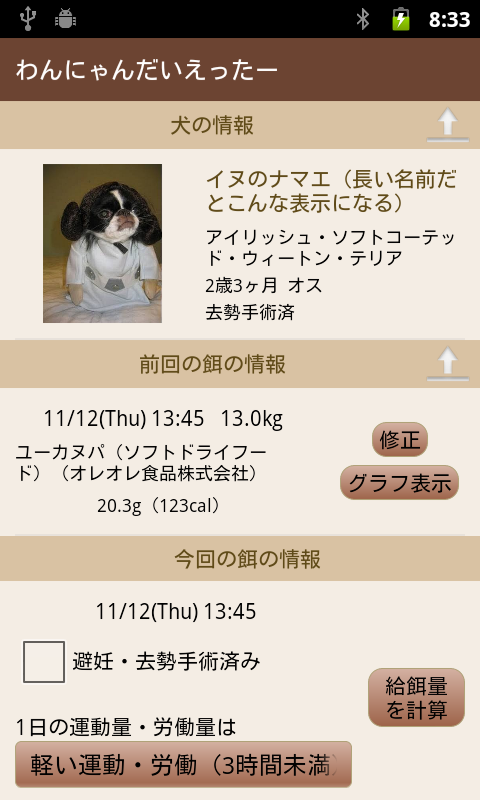 8:33
わんにゃんだいえったー
犬の情報
イヌのナマエ（長い名前だ
とこんな表示になる）
アイリッシュ・ソフトコーテッ
ド・ウィートン・テリア
2歳3ヶ月 オス
去勢手術済
前回の餌の情報
11/12(Thu) 13:45 13.0kg
ユーカヌパ（ソフトドライフー
ド）（オレオレ食品株式会社）
20.3g（123cal）
修正
グラフ表示
今回の餌の情報
11/12(Thu) 13:45
避妊・去勢手術済み
給餌量
を計算
1日の運動量・労働量は
軽い運動・労働（3時間未満）